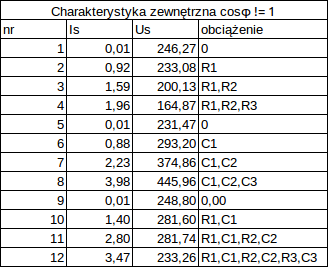 Charakterystyka zewnętrzna cosφ != 1
nr Is Us obciążenie
1 0,01 246,27 0
2 0,92 233,08 R1
3 1,59 200,13 R1,R2
4 1,96 164,87 R1,R2,R3
5 0,01 231,47 0
6 0,88 293,20 C1
7 2,23 374,86 C1,C2
8 3,98 445,96 C1,C2,C3
9 0,01 248,80 0,00
10 1,40 281,60 R1,C1
11 2,80 281,74 R1,C1,R2,C2
12 3,47 233,26 R1,C1,R2,C2,R3,C3